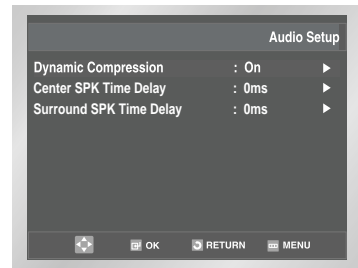 Audio Setup
Dynamic Compression : On ►
Center SPK Time Delay : 0ms ►
Surround SPK Time Delay : 0ms ►
OK RETURN MENU